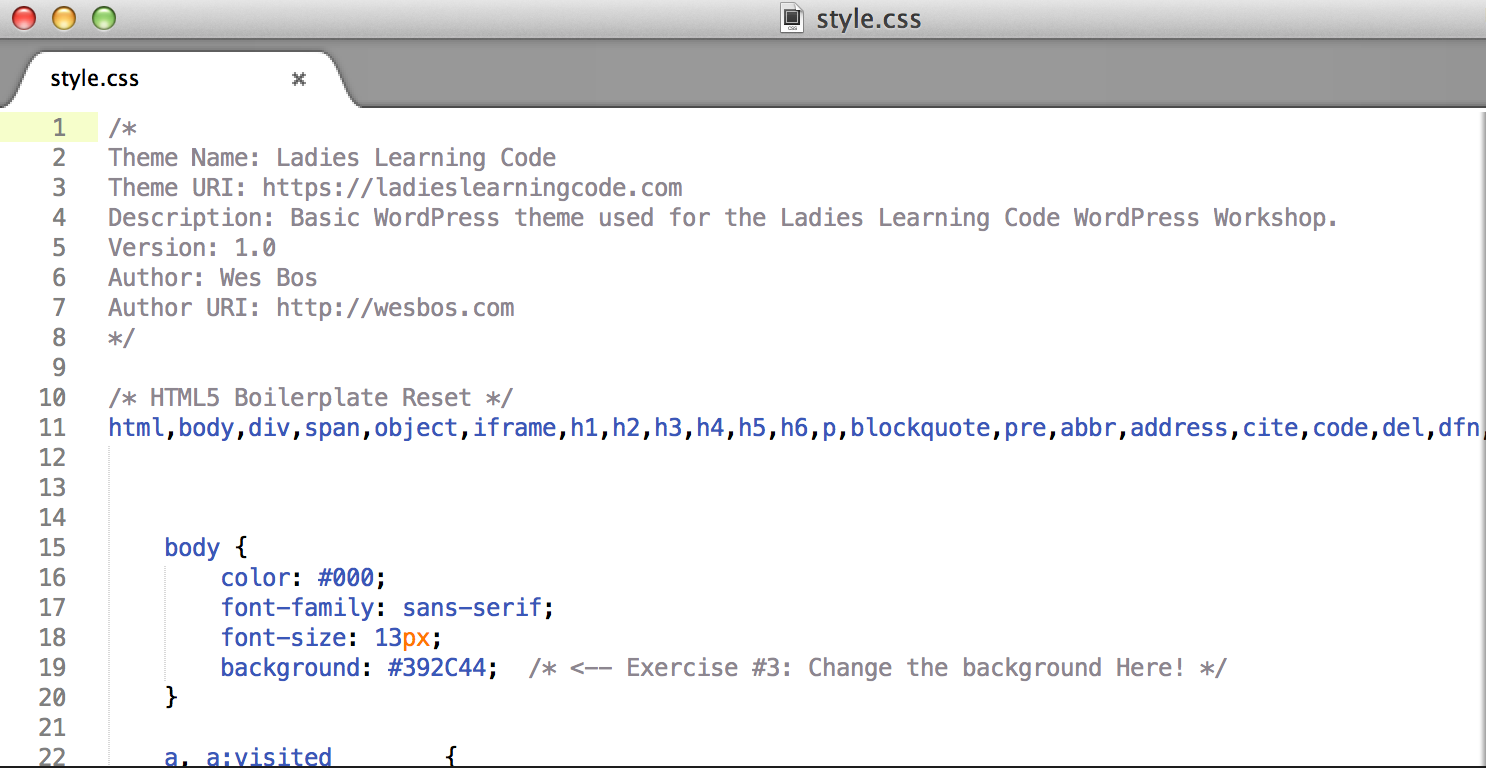 style.css
style.css ×
1 /*
2 Theme Name: Ladies Learning Code
3 Theme URI: https://ladieslearningcode.com
4 Description: Basic WordPress theme used for the Ladies Learning Code WordPress Workshop.
5 Version: 1.0
6 Author: Wes Bos
7 Author URI: http://wesbos.com
8 */
9
10 /* HTML5 Boilerplate Reset */
11 html,body,div,span,object,iframe,h1,h2,h3,h4,h5,h6,p,blockquote,pre,abbr,address,cite,code,del,dfn,
12
13
14
15 body {
16 color: #000;
17 font-family: sans-serif;
18 font-size: 13px;
19 background: #392C44; /* <-- Exercise #3: Change the background Here! */
20 }
21
22 a, a:visited {